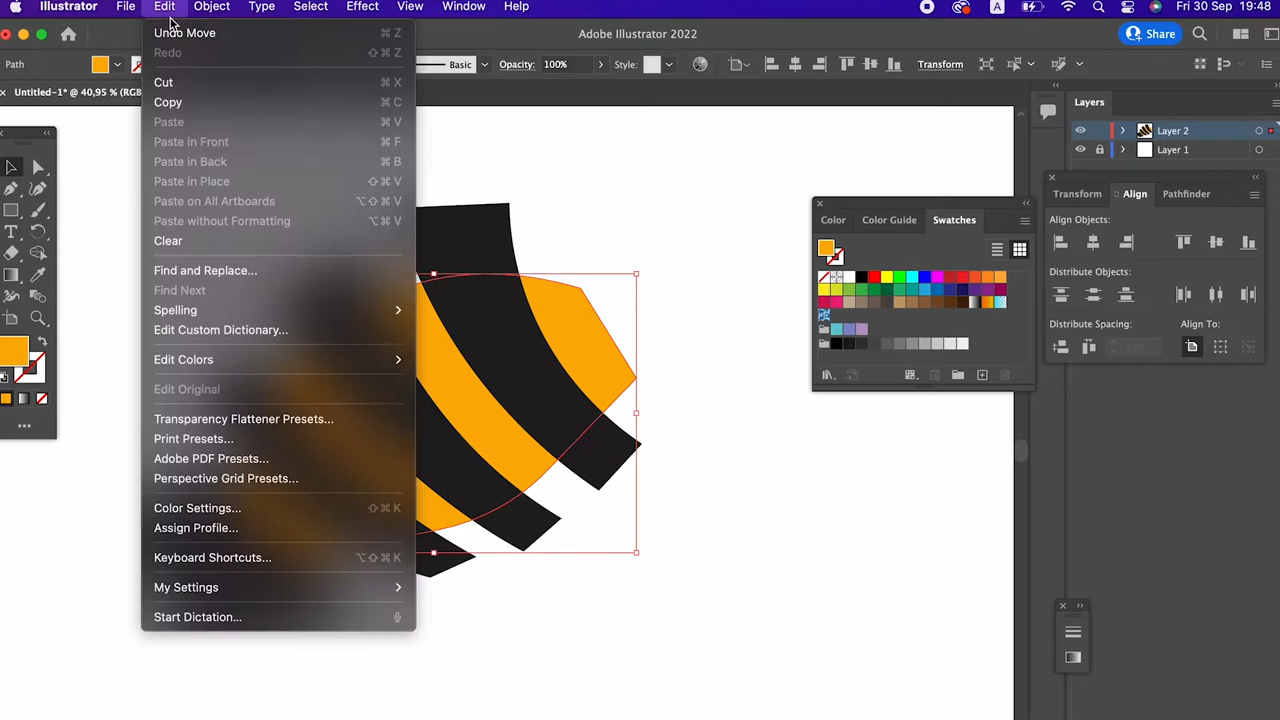 Illustrator File Edit Object Type Select Effect View Window Help A Fri 30 Sep 19:48
Adobe Illustrator 2022 Share
Path Basic Opacity: 100% Style: Transform
Untitled-1* @ 40,95 % (RGB
Undo Move ⌘ Z
Redo ⇧ ⌘ Z
Cut ⌘ X
Copy ⌘ C
Paste ⌘ V
Paste in Front ⌘ F
Paste in Back ⌘ B
Paste in Place ⇧ ⌘ V
Paste on All Artboards ⌥ ⇧ ⌘ V
Paste without Formatting ⌥ ⌘ V
Clear
Find and Replace...
Find Next
Spelling
Edit Custom Dictionary...
Edit Colors
Edit Original
Transparency Flattener Presets...
Print Presets...
Adobe PDF Presets...
Perspective Grid Presets...
Color Settings... ⇧ ⌘ K
Assign Profile...
Keyboard Shortcuts... ⌥ ⇧ ⌘ K
My Settings
Start Dictation...
Color Color Guide Swatches
Layers
Layer 2
Layer 1
Transform Align Pathfinder
Align Objects:
Distribute Objects:
Distribute Spacing: Align To: